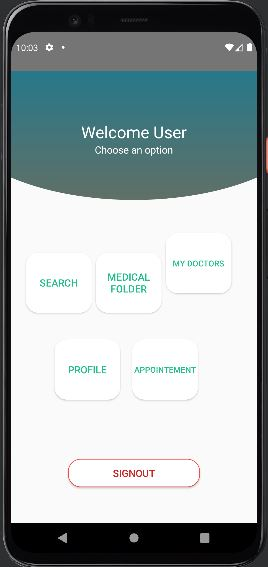 10:03
Welcome User
Choose an option
SEARCH
MEDICAL
FOLDER
MY DOCTORS
PROFILE
APPOINTEMENT
SIGNOUT